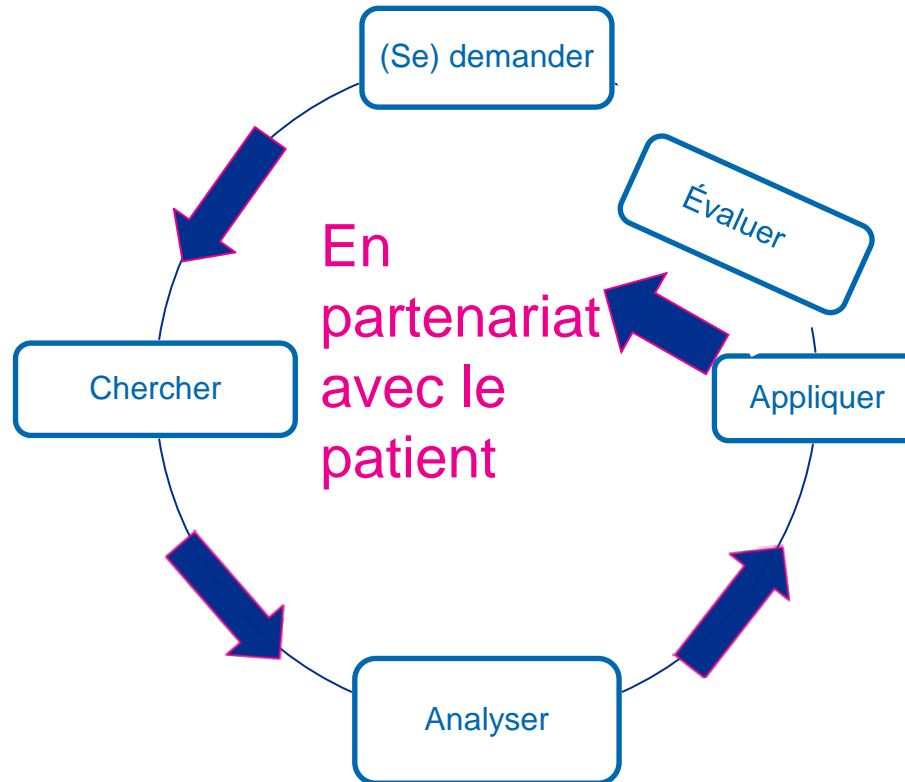 (Se) demander
Évaluer
En
partenariat
avec le
patient
Chercher
Appliquer
Analyser